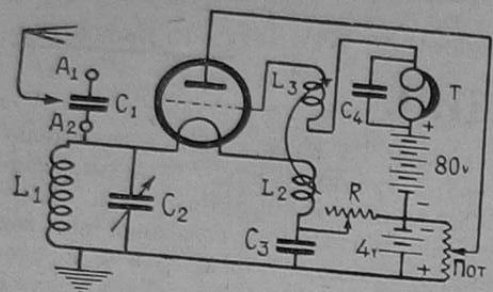 A1
C1
A2
L1
C2
L3
L2
C3
R
C4
T
+
80v
-
-
4v
+
Пот